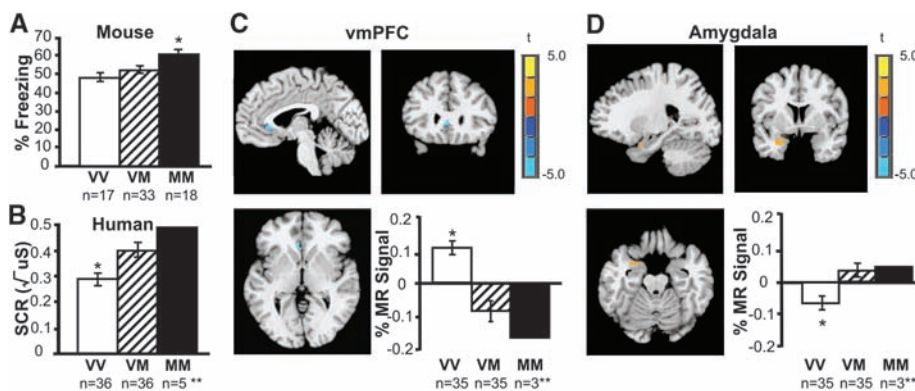 A Mouse
% Freezing
70
60
50
40
30
20
10
0
*
VV VM MM
n=17 n=33 n=18
B Human
SCR (√uS)
0.5
0.4
0.3
0.2
0.1
0
*
VV VM MM
n=36 n=36 n=5 **
C vmPFC
t
5.0
-5.0
% MR Signal
0.2
0.1
0
-0.1
-0.2
*
VV VM MM
n=35 n=35 n=3**
D Amygdala
t
5.0
-5.0
% MR Signal
0.2
0.1
0
-0.1
0.2
*
VV VM MM
n=35 n=35 n=3**